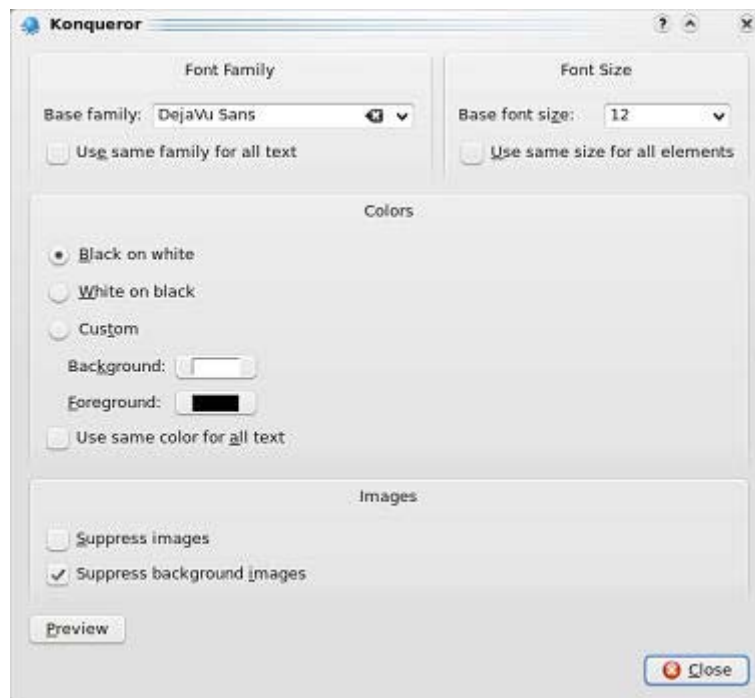 Konqueror
Font Family
Base family: DejaVu Sans
Use same family for all text
Font Size
Base font size: 12
Use same size for all elements
Colors
Black on white
White on black
Custom
Background:
Foreground:
Use same color for all text
Images
Suppress images
Suppress background images
Preview
Close